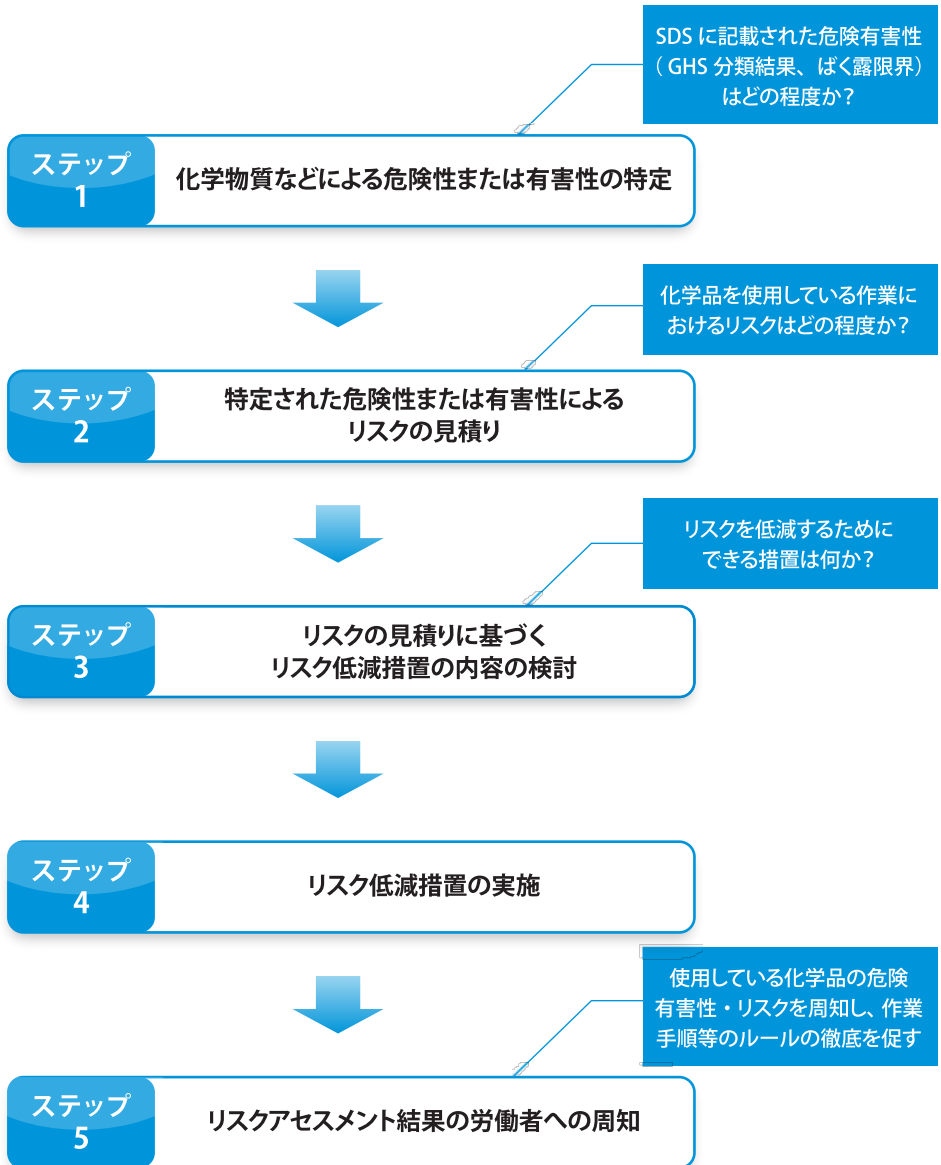 SDS に記載された危険有害性
（ GHS 分類結果、ばく露限界）
はどの程度か？
ステップ
1
化学物質などによる危険性または有害性の特定
化学品を使用している作業に
おけるリスクはどの程度か？
ステップ
2
特定された危険性または有害性による
リスクの見積り
リスクを低減するために
できる措置は何か？
ステップ
3
リスクの見積りに基づく
リスク低減措置の内容の検討
ステップ
4
リスク低減措置の実施
使用している化学品の危険
有害性・リスクを周知し、作業
手順等のルールの徹底を促す
ステップ
5
リスクアセスメント結果の労働者への周知